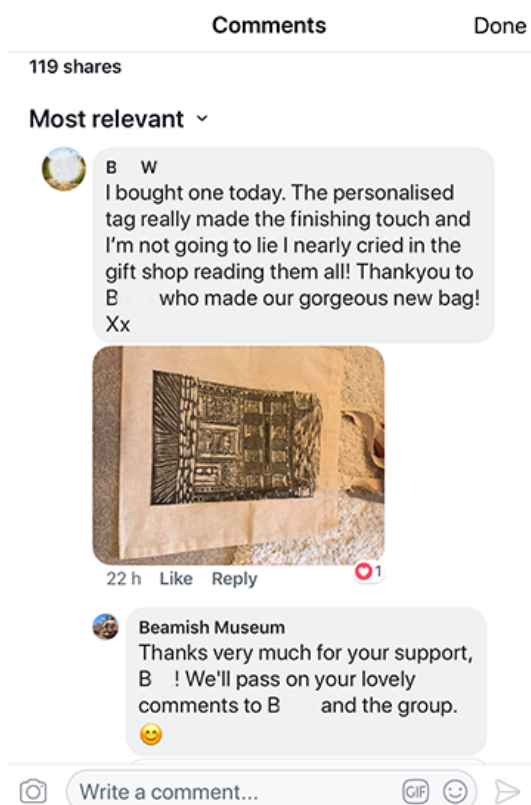 Comments
Done
119 shares
Most relevant
B W
I bought one today. The personalised
tag really made the finishing touch and
I'm not going to lie I nearly cried in the
gift shop reading them all! Thankyou to
B who made our gorgeous new bag!
Xx
22 h Like Reply
1
Beamish Museum
Thanks very much for your support,
B ! We'll pass on your lovely
comments to B and the group.
Write a comment...
GIF